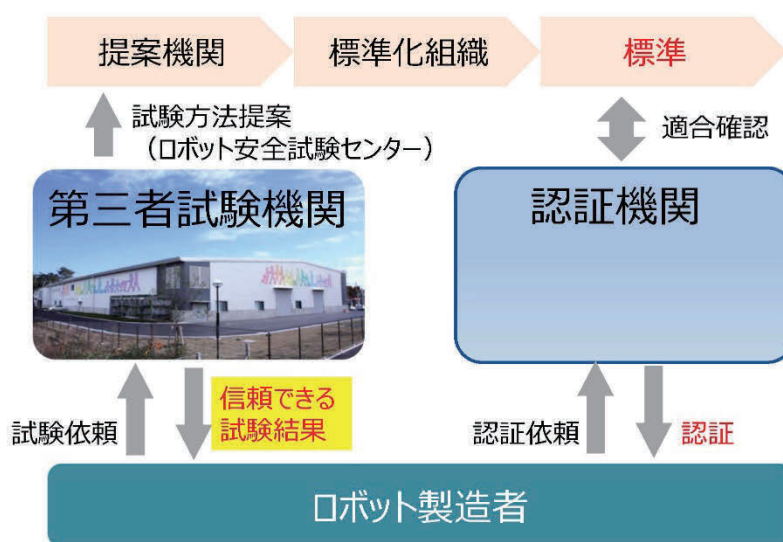 提案機関
標準化組織
標準
試験方法提案
(ロボット安全試験センター)
適合確認
第三者試験機関
認証機関
試験依頼
信頼できる
試験結果
認証依頼
認証
ロボット製造者